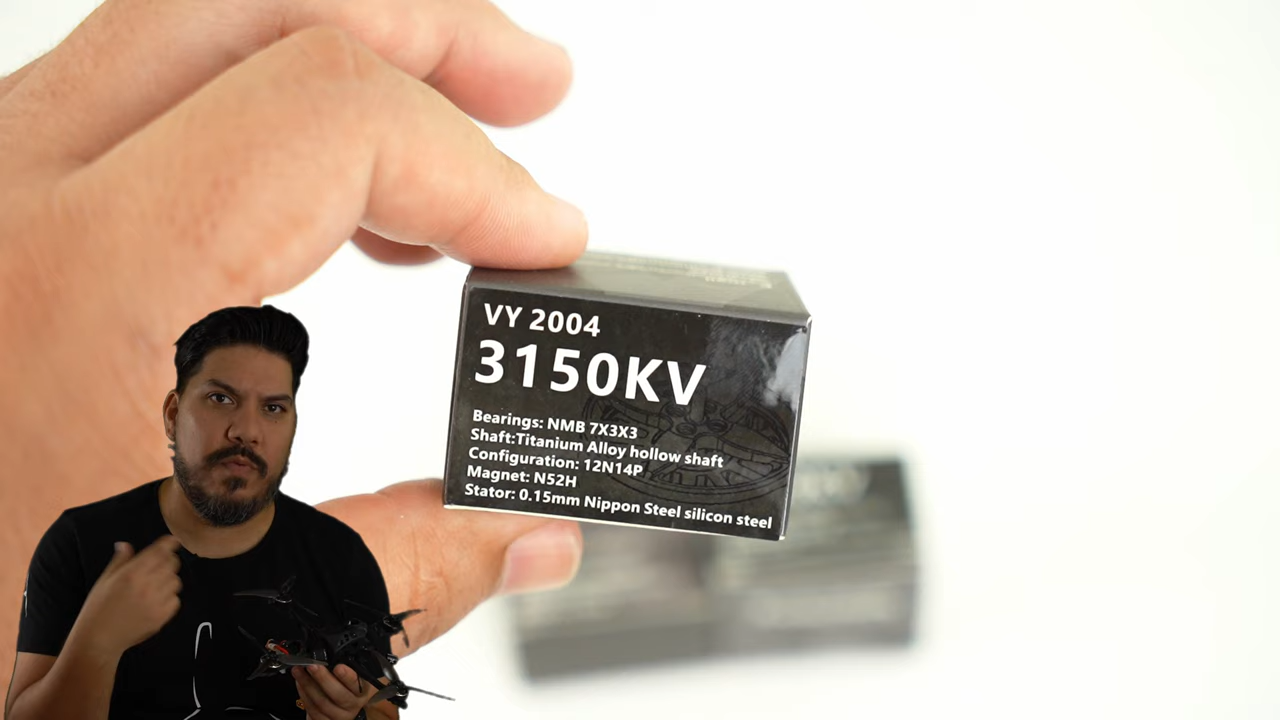 VY 2004
3150KV
Bearings: NMB 7X3X3
Shaft:Titanium Alloy hollow shaft
Configuration: 12N14P
Magnet: N52H
Stator: 0.15mm Nippon Steel silicon steel